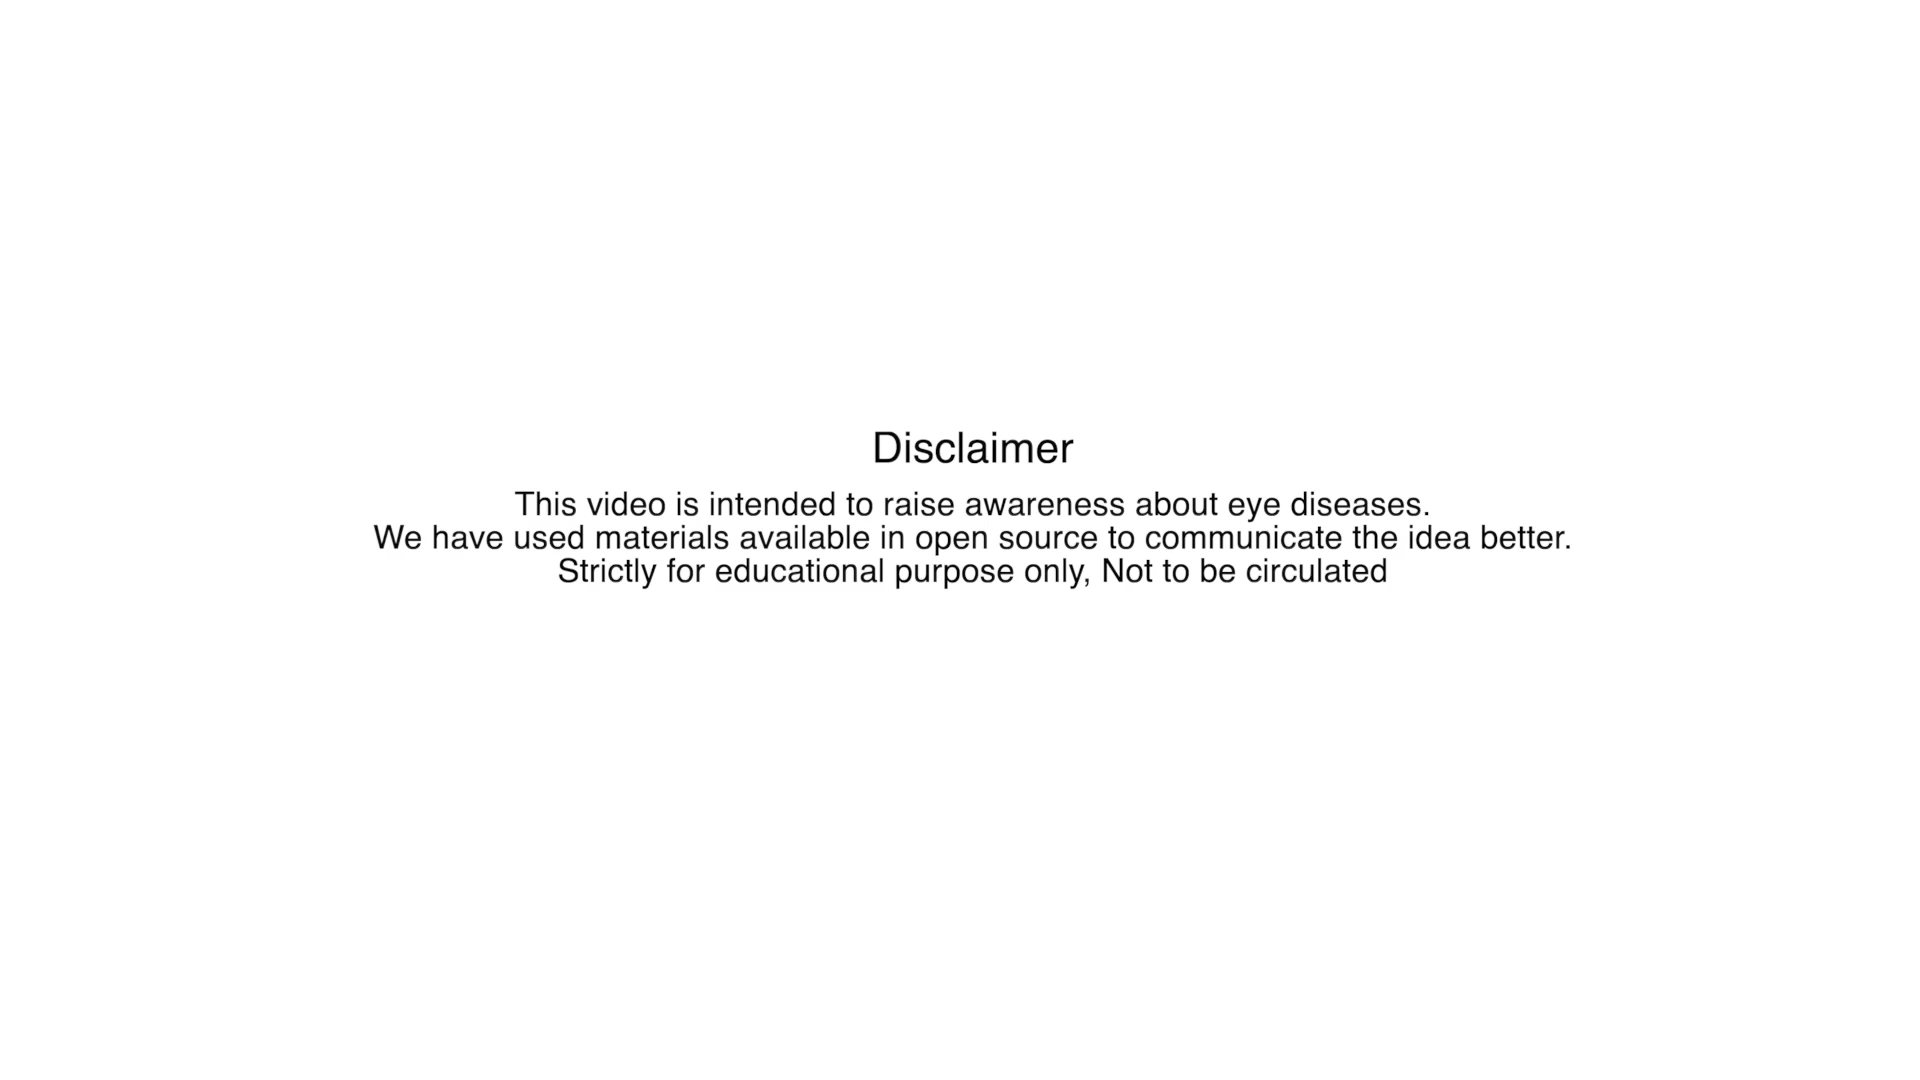 Disclaimer
This video is intended to raise awareness about eye diseases.
We have used materials available in open source to communicate the idea better.
Strictly for educational purpose only, Not to be circulated